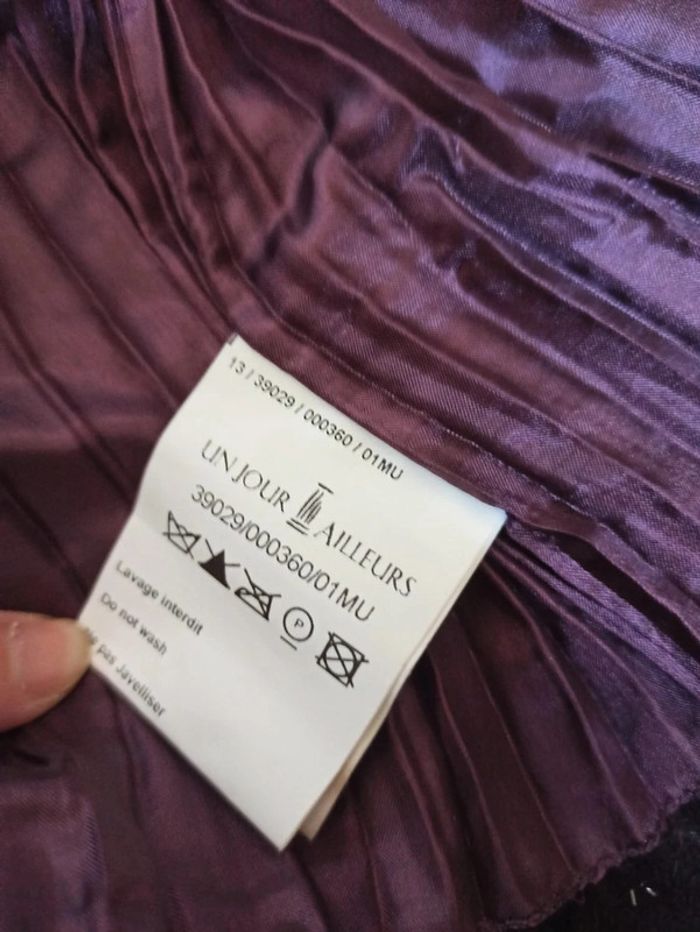 13 / 39029 / 000360 / 01MU
UN JOUR AILLEURS
39029/000360/01MU
P
Lavage interdit
Do not wash
pas Javelliser